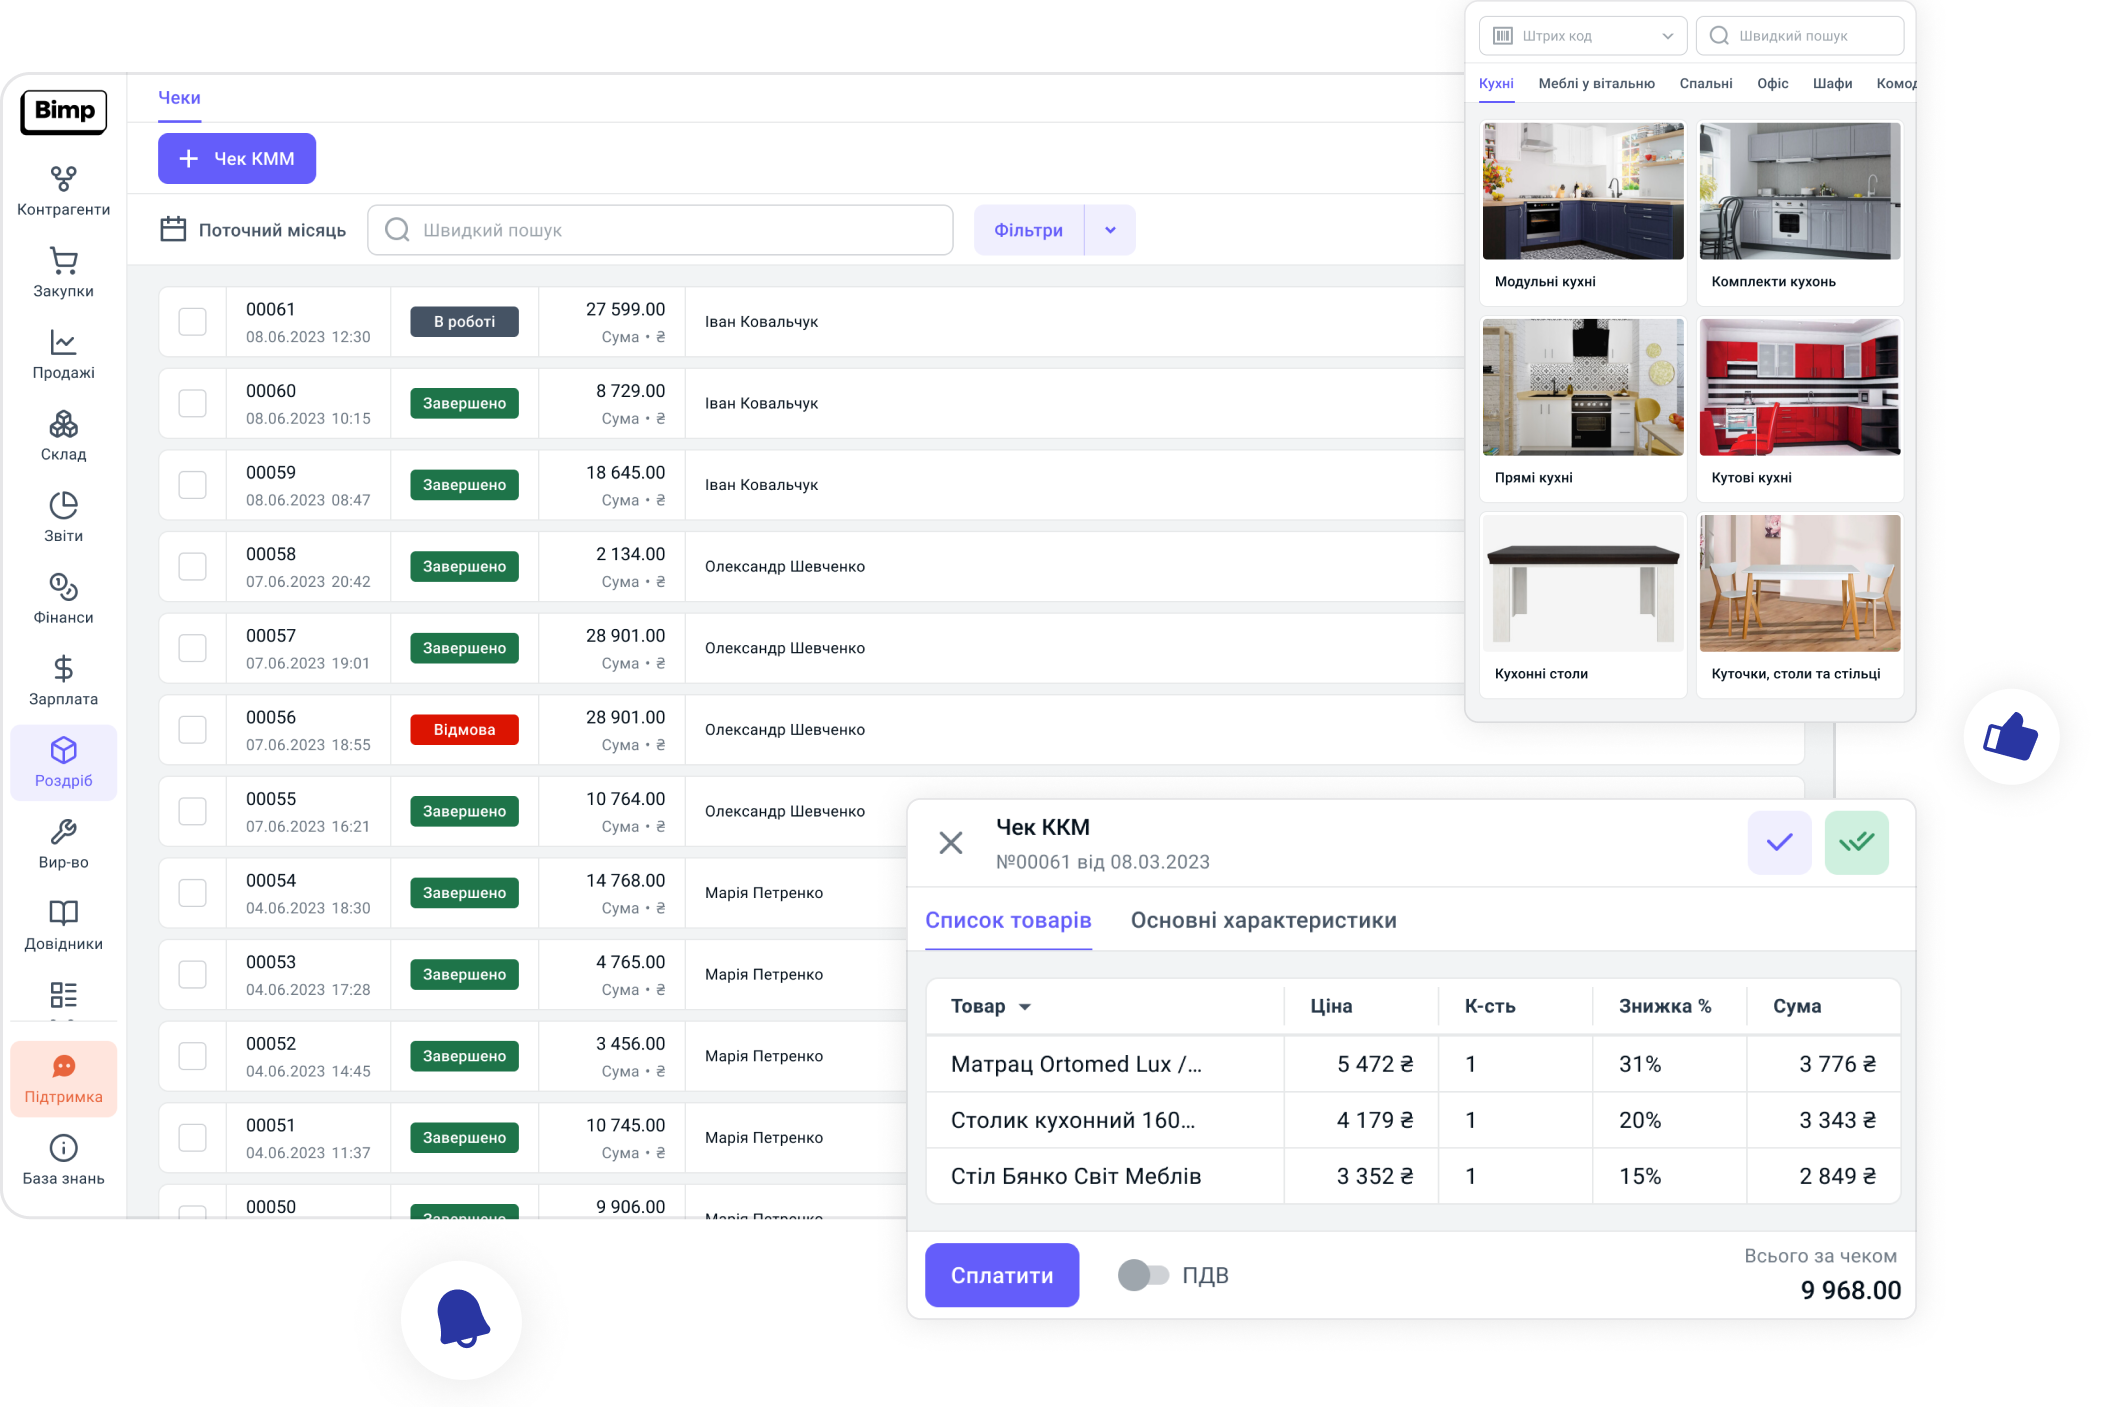 Bimp
Контрагенти
Закупки
Продажі
Склад
Звіти
Фінанси
Зарплата
Роздріб
Вир-во
Довідники
Підтримка
База знань
Чеки
Чек КММ
Поточний місяць
Швидкий пошук
Фільтри
00061
08.06.2023 12:30
В роботі
27 599.00
Сума • ₴
Іван Ковальчук
00060
08.06.2023 10:15
Завершено
8 729.00
Сума • ₴
Іван Ковальчук
00059
08.06.2023 08:47
Завершено
18 645.00
Сума • ₴
Іван Ковальчук
00058
07.06.2023 20:42
Завершено
2 134.00
Сума • ₴
Олександр Шевченко
00057
07.06.2023 19:01
Завершено
28 901.00
Сума • ₴
Олександр Шевченко
00056
07.06.2023 18:55
Відмова
28 901.00
Сума • ₴
Олександр Шевченко
00055
07.06.2023 16:21
Завершено
10 764.00
Сума • ₴
Олександр Шевченко
00054
04.06.2023 18:30
Завершено
14 768.00
Сума • ₴
Марія Петренко
00053
04.06.2023 17:28
Завершено
4 765.00
Сума • ₴
Марія Петренко
00052
04.06.2023 14:45
Завершено
3 456.00
Сума • ₴
Марія Петренко
00051
04.06.2023 11:37
Завершено
10 745.00
Сума • ₴
Марія Петренко
00050
Завершено
9 906.00
Марія Петренко
Штрих код
Швидкий пошук
Кухні Меблі у вітальню Спальні Офіс Шафи Комод
Модульні кухні
Комплекти кухонь
Прямі кухні
Кутові кухні
Кухонні столи
Куточки, столи та стільці
Чек ККМ
№00061 від 08.03.2023
Список товарів Основні характеристики
Товар Ціна К-сть Знижка % Сума
Матрац Ortomed Lux /... 5 472 ₴ 1 31% 3 776 ₴
Столик кухонний 160... 4 179 ₴ 1 20% 3 343 ₴
Стіл Бянко Світ Меблів 3 352 ₴ 1 15% 2 849 ₴
Сплатити
ПДВ
Всього за чеком
9 968.00